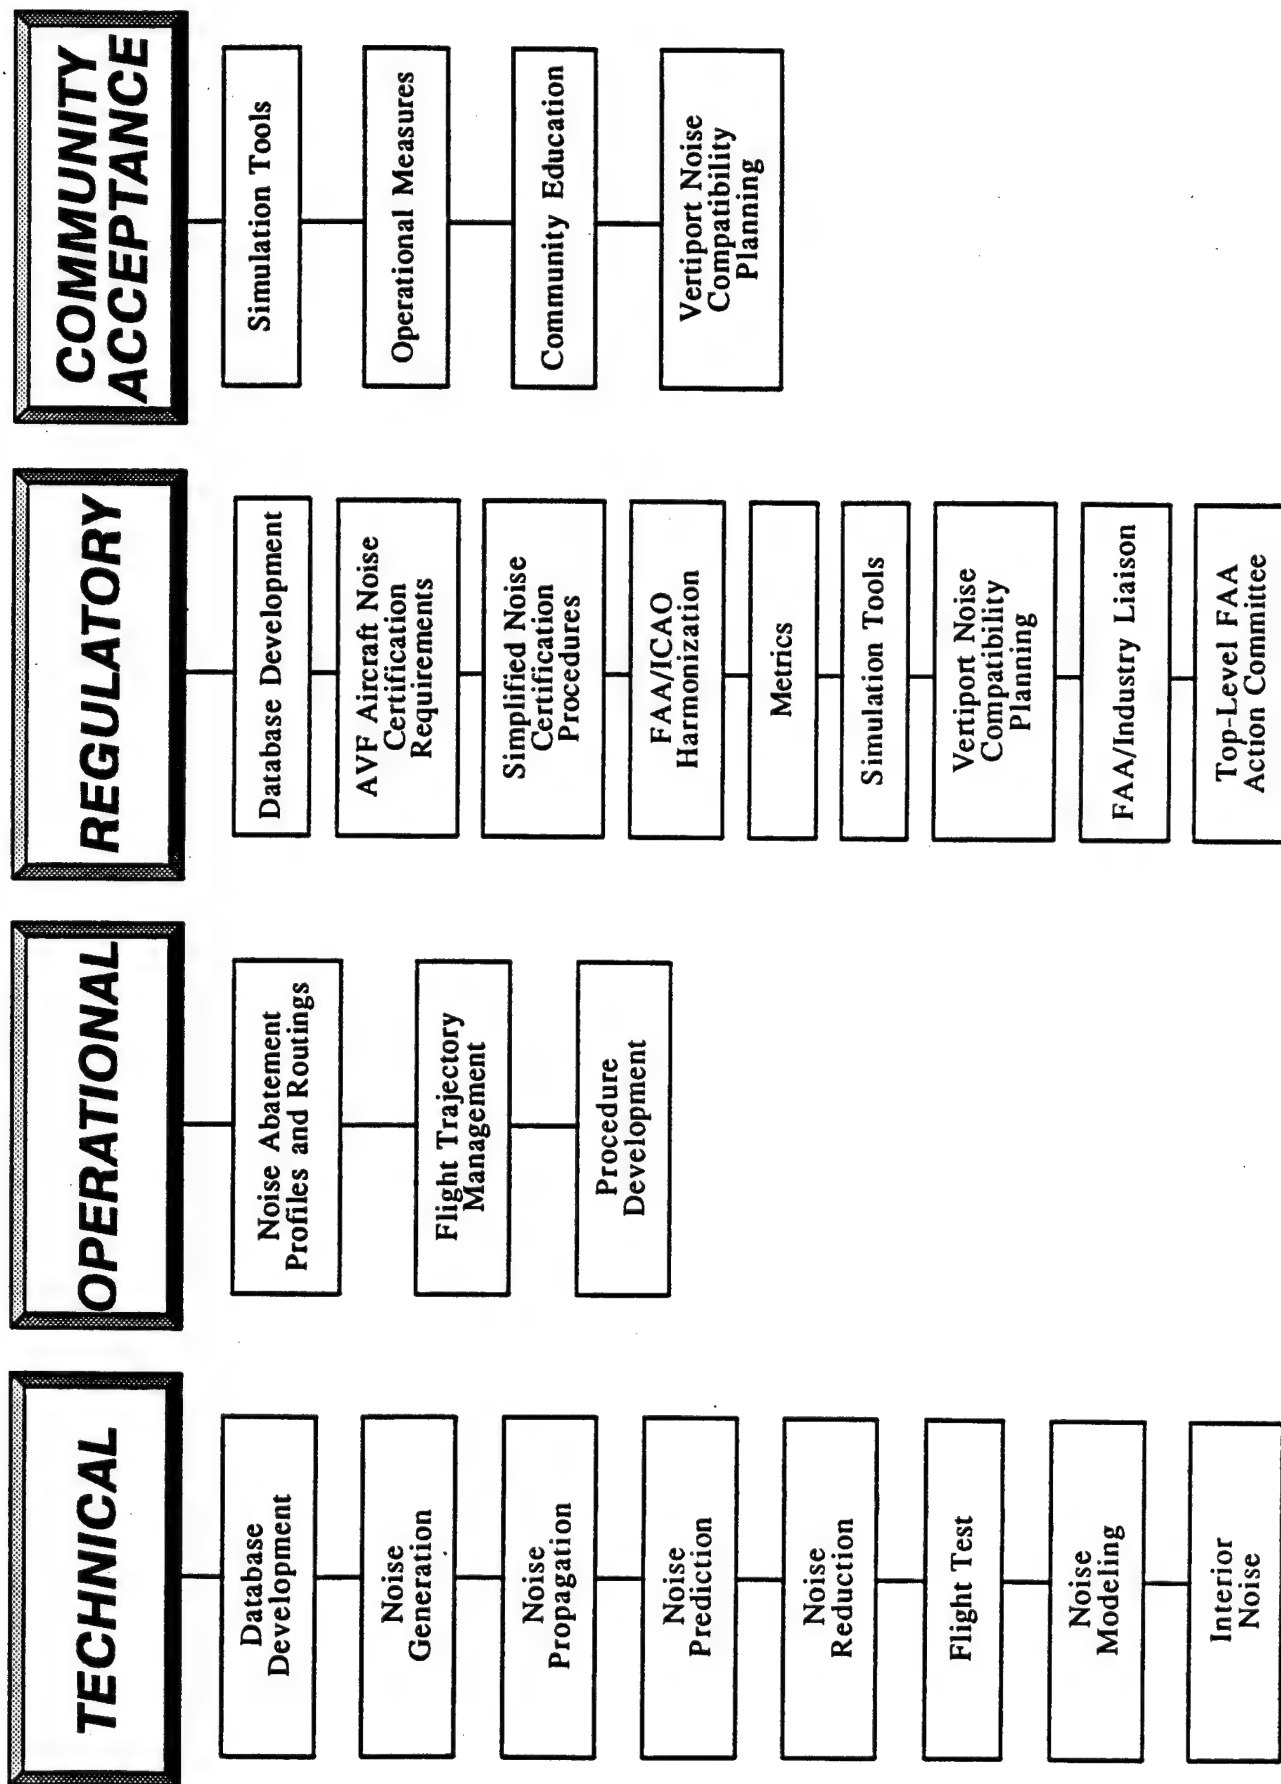 TECHNICAL
Database
Development
Noise
Generation
Noise
Propagation
Noise
Prediction
Noise
Reduction
Flight Test
Noise
Modeling
Interior
Noise
OPERATIONAL
Noise Abatement
Profiles and Routings
Flight Trajectory
Management
Procedure
Development
REGULATORY
Database Development
AVF Aircraft Noise
Certification
Requirements
Simplified Noise
Certification
Procedures
FAA/ICAO
Harmonization
Metrics
Simulation Tools
Vertiport Noise
Compatibility
Planning
FAA/Industry Liaison
Top-Level FAA
Action Committee
COMMUNITY
ACCEPTANCE
Simulation Tools
Operational Measures
Community Education
Vertiport Noise
Compatibility
Planning